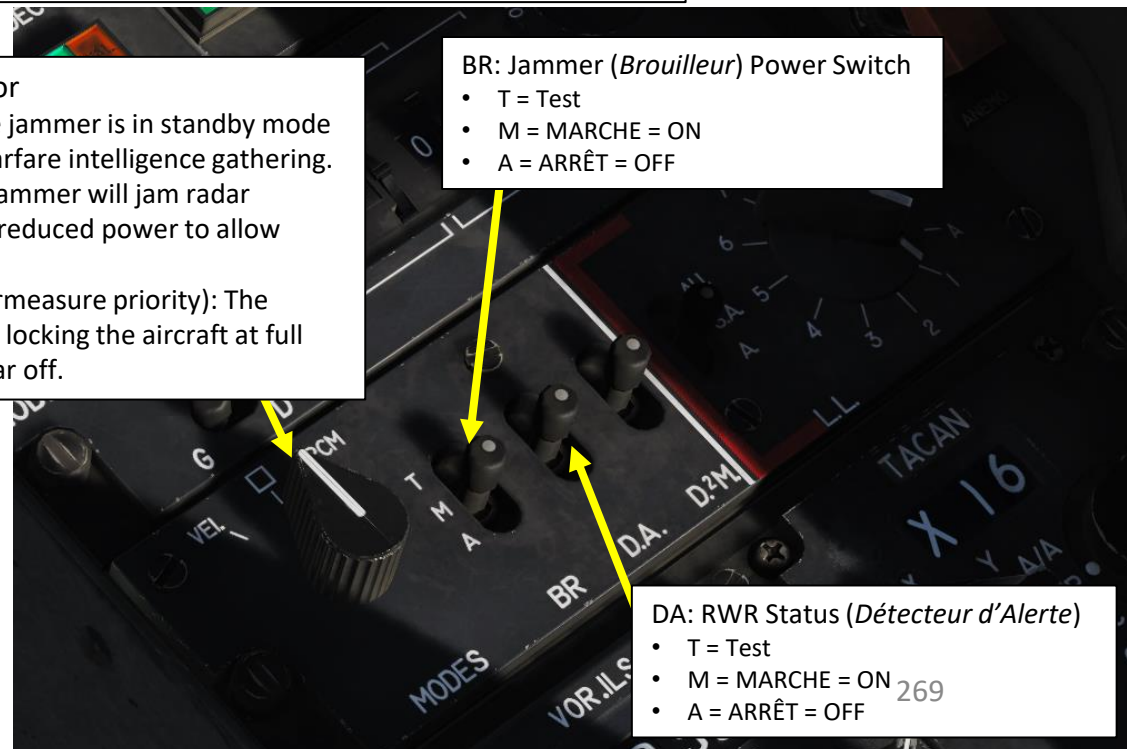 or
jammer is in standby mode
arfare intelligence gathering.
ammer will jam radar
reduced power to allow
rmeasure priority): The
locking the aircraft at full
ar off.
BR: Jammer (Brouilleur) Power Switch
• T = Test
• M = MARCHE = ON
• A = ARRÊT = OFF
6
5
4
3
2
A
L.L
TACAN
X 16
Y
A/A
G
PCM
VEI.
T
M
A
BR
D.A.
D²M.
MODES
VOR.ILS
DA: RWR Status (Détecteur d’Alerte)
• T = Test
• M = MARCHE = ON
• A = ARRÊT = OFF
269